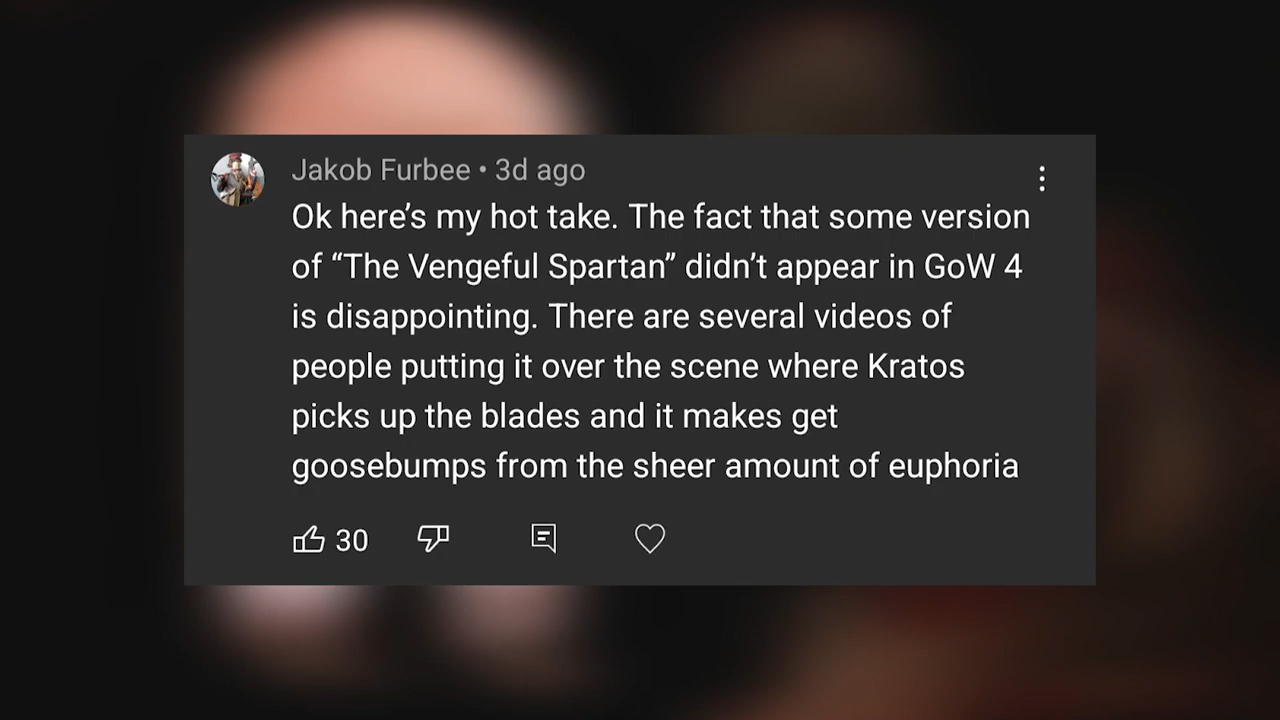 Jakob Furbee • 3d ago
Ok here’s my hot take. The fact that some version
of “The Vengeful Spartan” didn’t appear in GoW 4
is disappointing. There are several videos of
people putting it over the scene where Kratos
picks up the blades and it makes get
goosebumps from the sheer amount of euphoria
30